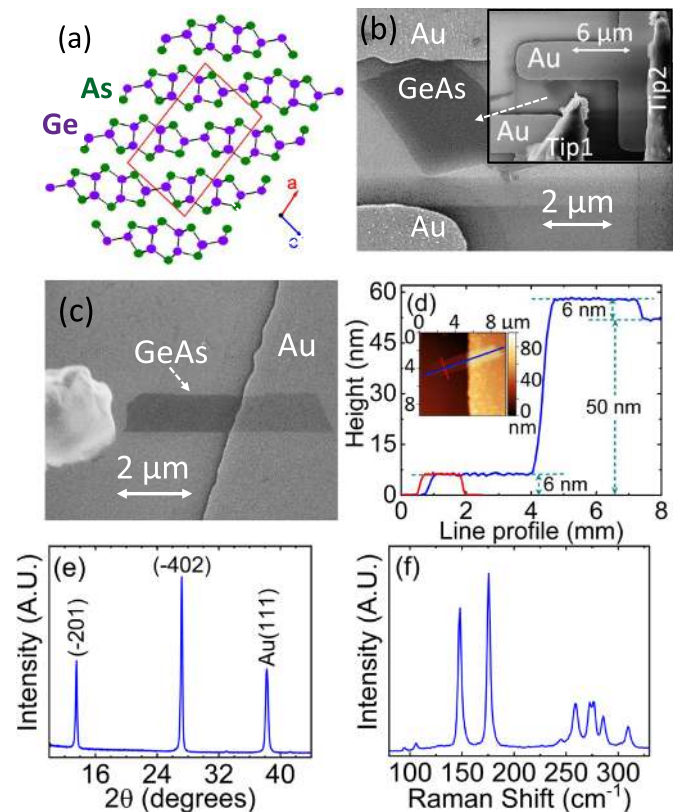 (a)
As
Ge
a
c
(b)
Au
6 μm
Au
GeAs
Tip2
Au
Tip1
2 μm
Au
(c)
GeAs
Au
2 μm
(d)
Height (nm)
60
45
30
15
0
0 2 4 6 8
Line profile (mm)
0 4 8 μm
0
4
8
80
40
0
nm
6 nm
50 nm
6 nm
(e)
Intensity (A.U.)
(-201)
(-402)
Au(111)
16 24 32 40
2θ (degrees)
(f)
Intensity (A.U.)
100 150 200 250 300
Raman Shift (cm-1)